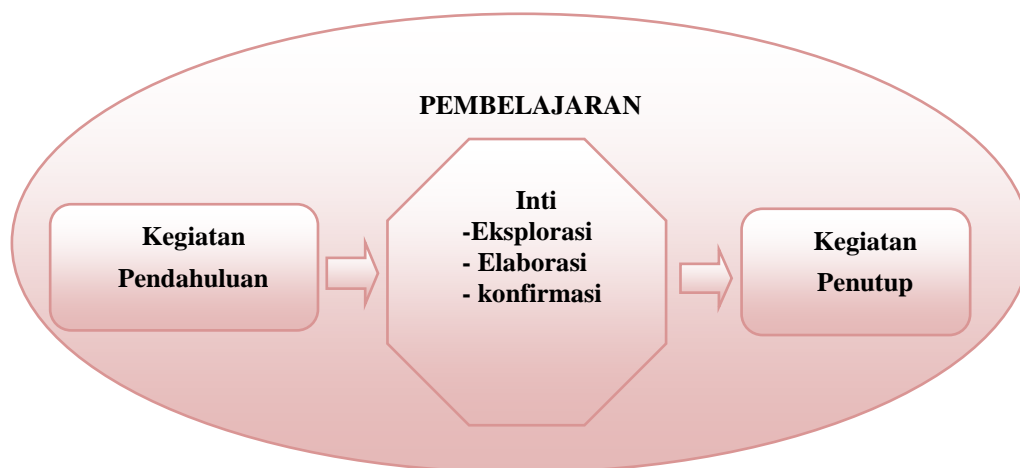 PEMBELAJARAN
Kegiatan
Pendahuluan
Inti
-Eksplorasi
- Elaborasi
- konfirmasi
Kegiatan
Penutup